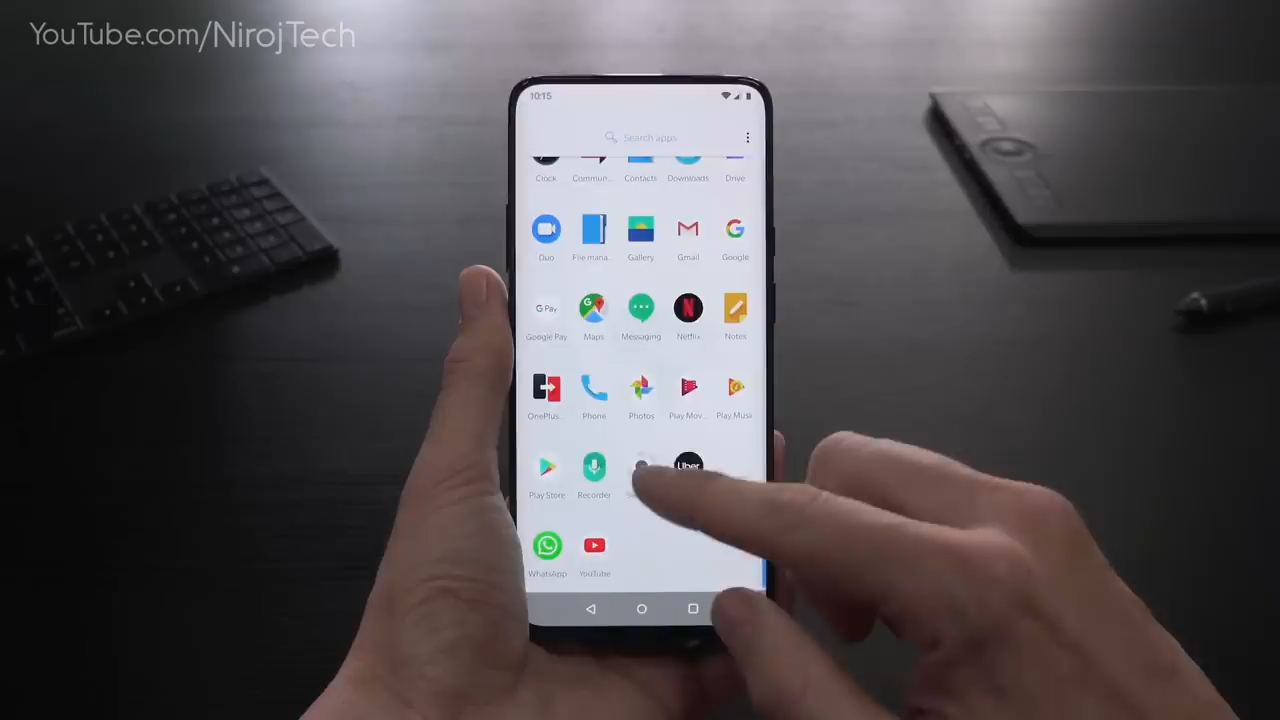 YouTube.com/NirojTech
10:15
Search apps
Clock Commun... Contacts Downloads Drive
Duo File mana... Gallery Gmail Google
G Pay
Google Pay Maps Messaging Netflix Notes
OnePlus... Phone Photos Play Mov... Play Music
Uber
Play Store Recorder
WhatsApp YouTube